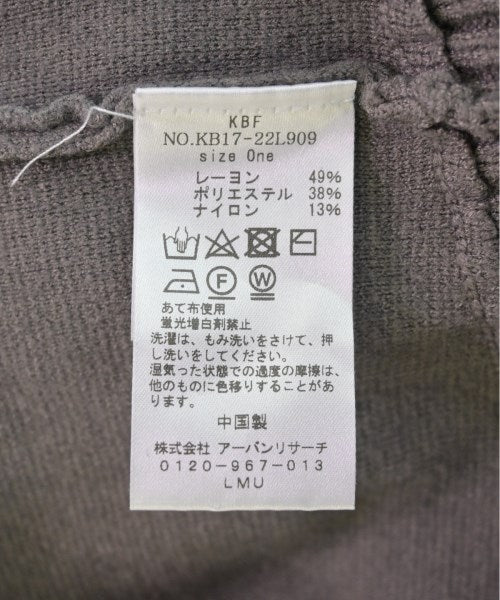 KBF
NO.KB17-22L909
size One
レーヨン 49%
ポリエステル 38%
ナイロン 13%
F W
あて布使用
蛍光増白剤禁止
洗濯は、もみ洗いをさけて、押
し洗いをしてください。
湿気った状態での過度の摩擦は、
他のものに色移りすることがあ
ります。
中国製
株式会社 アーバンリサーチ
0120-967-013
LMU